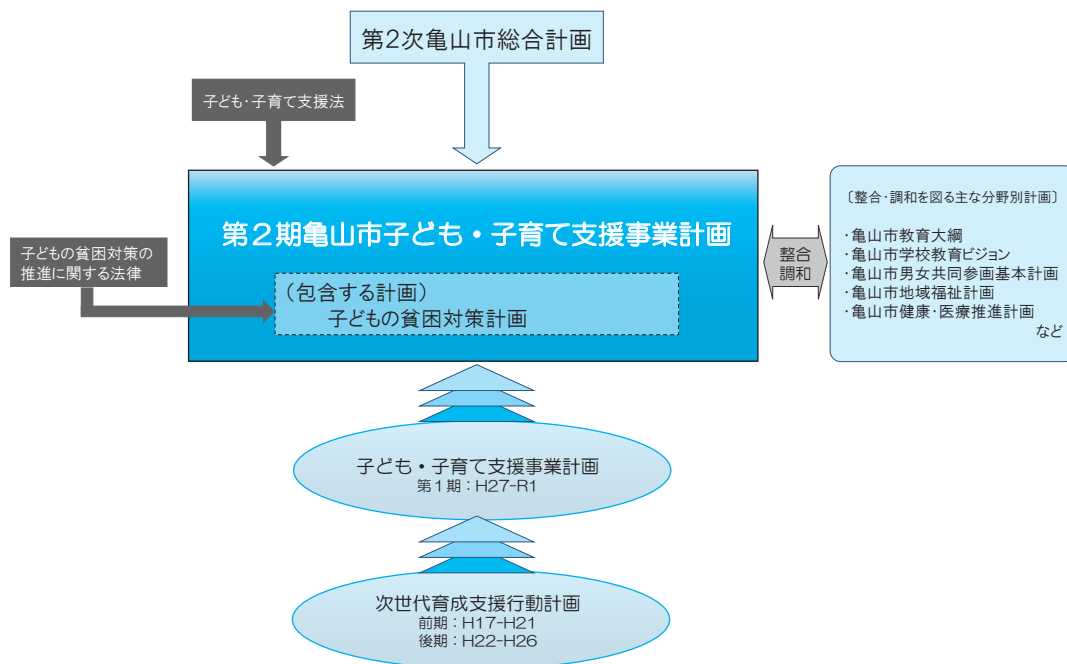 第2次亀山市総合計画
子ども・子育て支援法
第２期亀山市子ども・子育て支援事業計画
子どもの貧困対策の
推進に関する法律
（包含する計画）
子どもの貧困対策計画
整合
調和
〔整合・調和を図る主な分野別計画〕
・亀山市教育大綱
・亀山市学校教育ビジョン
・亀山市男女共同参画基本計画
・亀山市地域福祉計画
・亀山市健康・医療推進計画
など
子ども・子育て支援事業計画
第１期：H27-R1
次世代育成支援行動計画
前期：H17-H21
後期：H22-H26